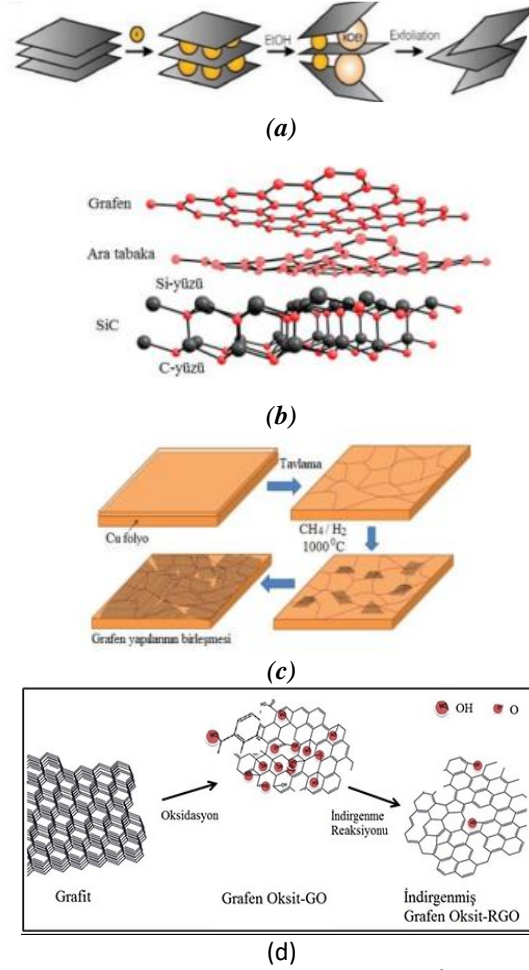 K
EtOH
KOEt
Exfoliation
(a)
Grafen
Ara tabaka
Si-yüzü
SiC
C-yüzü
(b)
Tavlama
Cu folyo
CH4 / H2
1000 °C
Grafen yapılarının birleşmesi
(c)
OH
O
Oksidasyon
İndirgenme
Reaksiyonu
Grafit
Grafen Oksit-GO
İndirgenmiş
Grafen Oksit-RGO
(d)